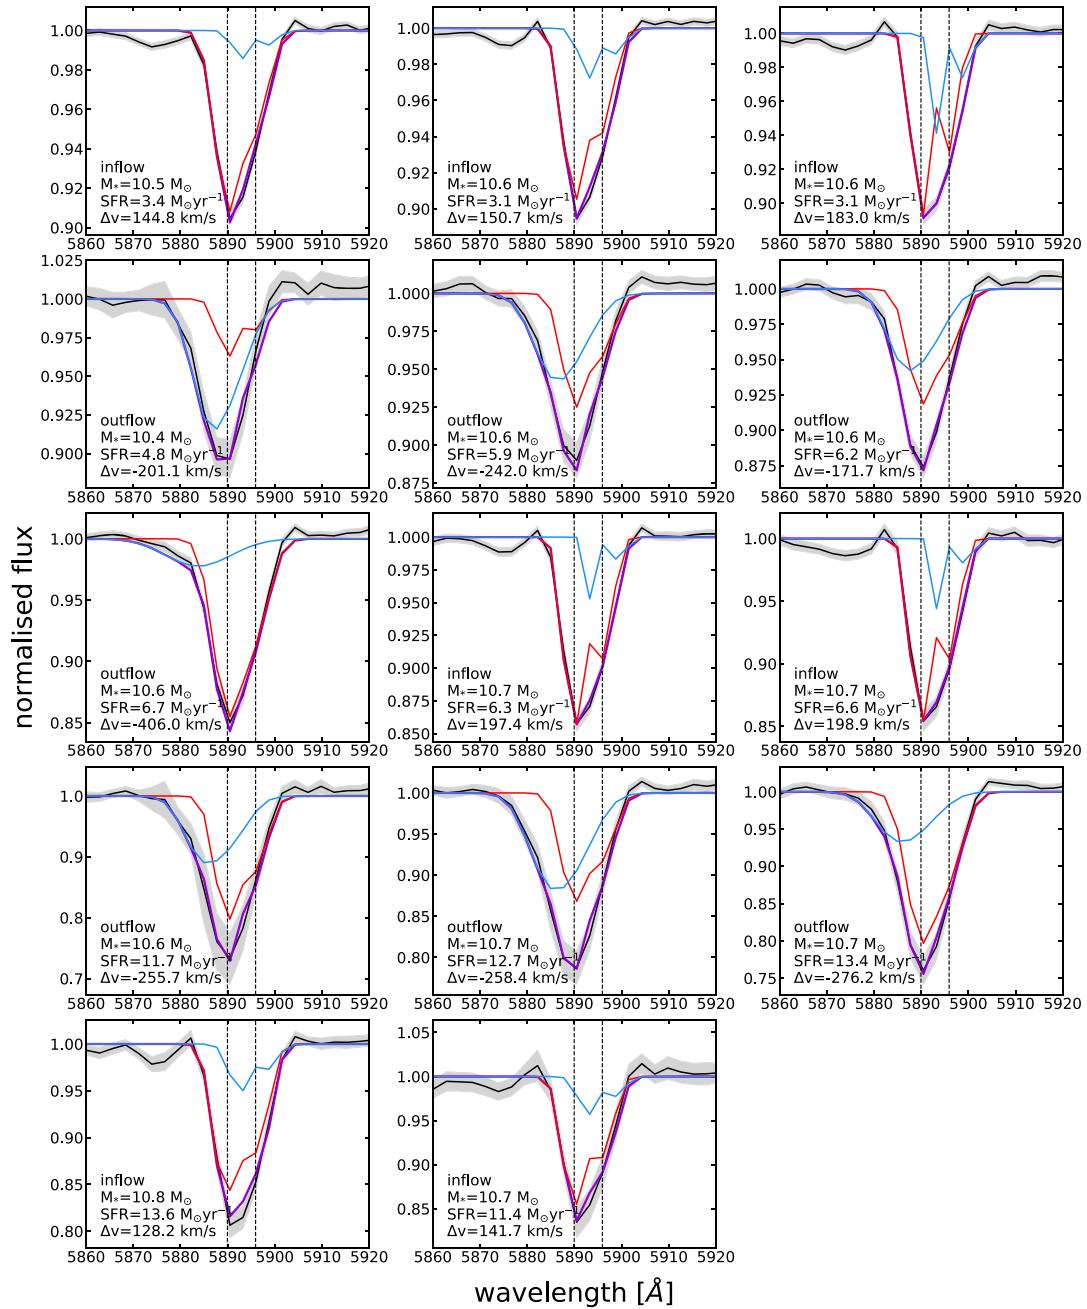 1.00
0.98
0.96
0.94
0.92
0.90
inflow
M*=10.5 M⊙
SFR=3.4 M⊙yr⁻¹
Δv=144.8 km/s
5860 5870 5880 5890 5900 5910 5920
1.00
0.98
0.96
0.94
0.92
0.90
inflow
M*=10.6 M⊙
SFR=3.1 M⊙yr⁻¹
Δv=150.7 km/s
5860 5870 5880 5890 5900 5910 5920
1.00
0.98
0.96
0.94
0.92
0.90
inflow
M*=10.6 M⊙
SFR=3.1 M⊙yr⁻¹
Δv=183.0 km/s
5860 5870 5880 5890 5900 5910 5920
1.025
1.000
0.975
0.950
0.925
0.900
outflow
M*=10.4 M⊙
SFR=4.8 M⊙yr⁻¹
Δv=-201.1 km/s
5860 5870 5880 5890 5900 5910 5920
1.000
0.975
0.950
0.925
0.900
0.875
outflow
M*=10.6 M⊙
SFR=5.9 M⊙yr⁻¹
Δv=-242.0 km/s
5860 5870 5880 5890 5900 5910 5920
1.000
0.975
0.950
0.925
0.900
0.875
outflow
M*=10.6 M⊙
SFR=6.2 M⊙yr⁻¹
Δv=-171.7 km/s
5860 5870 5880 5890 5900 5910 5920
normalised flux
1.00
0.95
0.90
0.85
outflow
M*=10.6 M⊙
SFR=6.7 M⊙yr⁻¹
Δv=-406.0 km/s
5860 5870 5880 5890 5900 5910 5920
1.000
0.975
0.950
0.925
0.900
0.875
0.850
inflow
M*=10.7 M⊙
SFR=6.3 M⊙yr⁻¹
Δv=197.4 km/s
5860 5870 5880 5890 5900 5910 5920
1.00
0.95
0.90
0.85
inflow
M*=10.7 M⊙
SFR=6.6 M⊙yr⁻¹
Δv=198.9 km/s
5860 5870 5880 5890 5900 5910 5920
1.0
0.9
0.8
0.7
outflow
M*=10.6 M⊙
SFR=11.7 M⊙yr⁻¹
Δv=-255.7 km/s
5860 5870 5880 5890 5900 5910 5920
1.00
0.95
0.90
0.85
0.80
outflow
M*=10.7 M⊙
SFR=12.7 M⊙yr⁻¹
Δv=-258.4 km/s
5860 5870 5880 5890 5900 5910 5920
1.00
0.95
0.90
0.85
0.80
0.75
outflow
M*=10.7 M⊙
SFR=13.4 M⊙yr⁻¹
Δv=-276.2 km/s
5860 5870 5880 5890 5900 5910 5920
1.00
0.95
0.90
0.85
0.80
inflow
M*=10.8 M⊙
SFR=13.6 M⊙yr⁻¹
Δv=128.2 km/s
5860 5870 5880 5890 5900 5910 5920
1.05
1.00
0.95
0.90
0.85
inflow
M*=10.7 M⊙
SFR=11.4 M⊙yr⁻¹
Δv=141.7 km/s
5860 5870 5880 5890 5900 5910 5920
wavelength [Å]